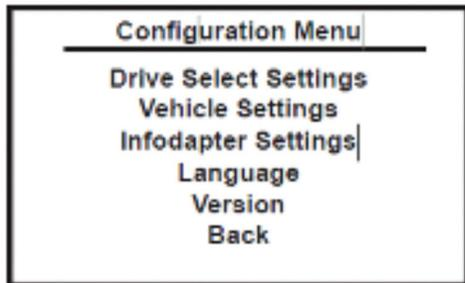 Configuration Menu
Drive Select Settings
Vehicle Settings
Infodapter Settings
Language
Version
Back